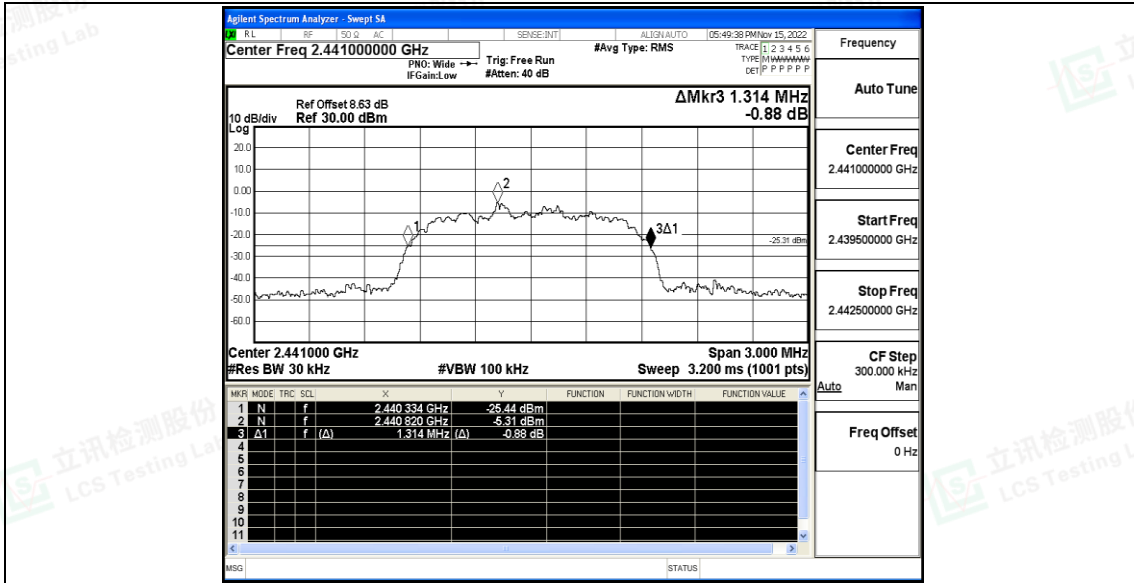 Agilent Spectrum Analyzer - Swept SA
RL RF 50 Ω AC SENSE:INT ALIGN AUTO 05:49:38 PM Nov 15, 2022
Center Freq 2.441000000 GHz
PNO: Wide
IFGain:Low
Trig: Free Run
#Atten: 40 dB
#Avg Type: RMS
TRACE 1 2 3 4 5 6
TYPE M WWWWW
DET P P P P P P
Frequency
Ref Offset 8.63 dB
10 dB/div Ref 30.00 dBm
Log
ΔMkr3 1.314 MHz
-0.88 dB
20.0
10.0
0.00
-10.0
-20.0
-30.0
-40.0
-50.0
-60.0
1
2
3Δ1
-25.31 dBm
Center 2.441000 GHz Span 3.000 MHz
#Res BW 30 kHz #VBW 100 kHz Sweep 3.200 ms (1001 pts)
MKR MODE TRC SCL X Y FUNCTION FUNCTION WIDTH FUNCTION VALUE
1 N f 2.440 334 GHz -25.44 dBm
2 N f 2.440 820 GHz -5.31 dBm
3 Δ1 f (Δ) 1.314 MHz (Δ) -0.88 dB
4
5
6
7
8
9
10
11
MSG STATUS
Auto Tune
Center Freq
2.441000000 GHz
Start Freq
2.439500000 GHz
Stop Freq
2.442500000 GHz
CF Step
300.000 kHz
Auto Man
Freq Offset
0 Hz
立讯检测股份
LCS Testing Lab
立讯检测股份
LCS Testing L
sting Lab